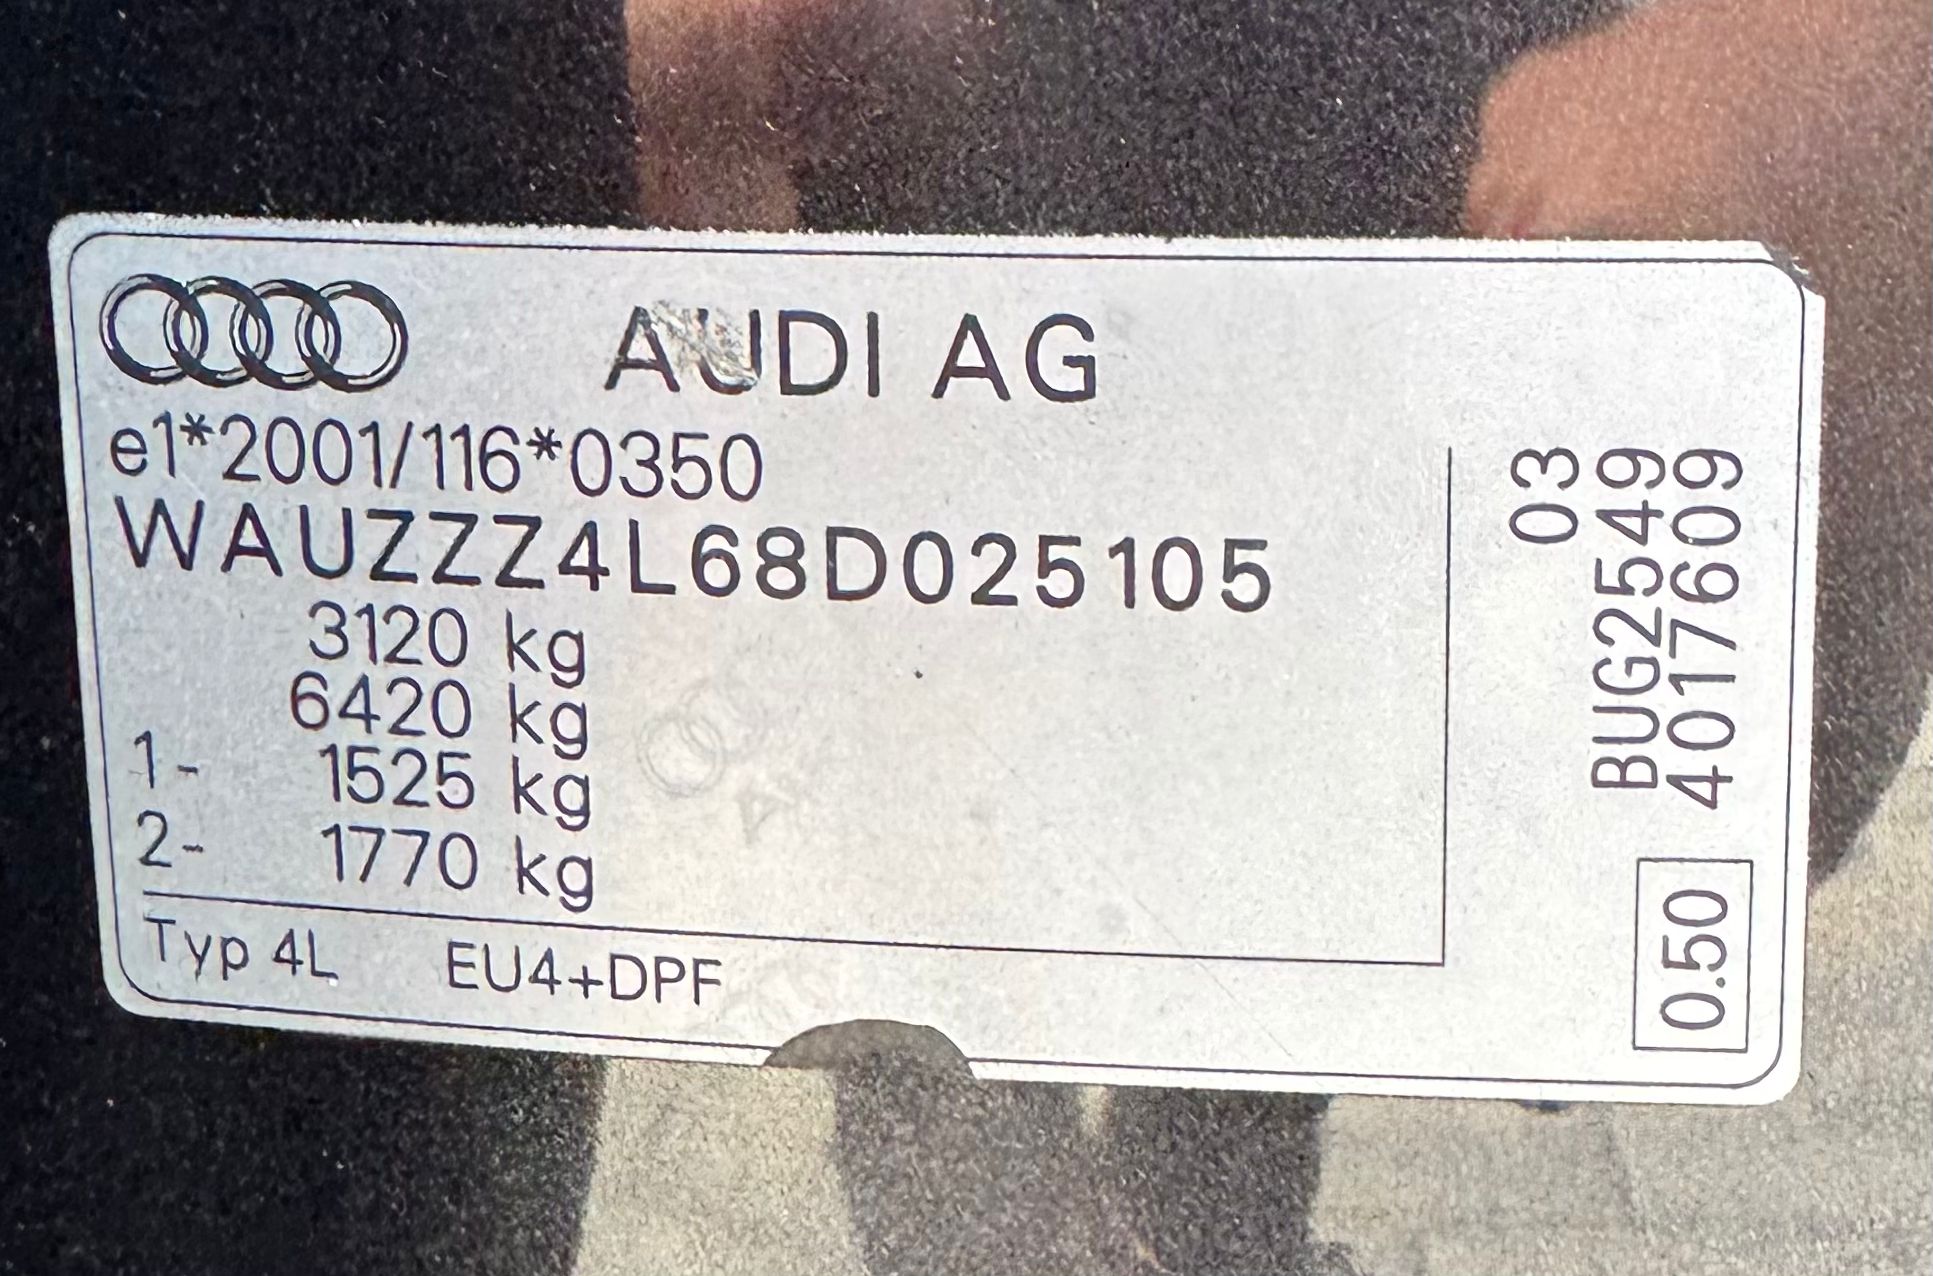 AUDI AG
e1*2001/116*0350
WAUZZZ4L68D025105
3120 kg
6420 kg
1- 1525 kg
2- 1770 kg
Typ 4L EU4+DPF
03
BUG2549
4017609
0.50